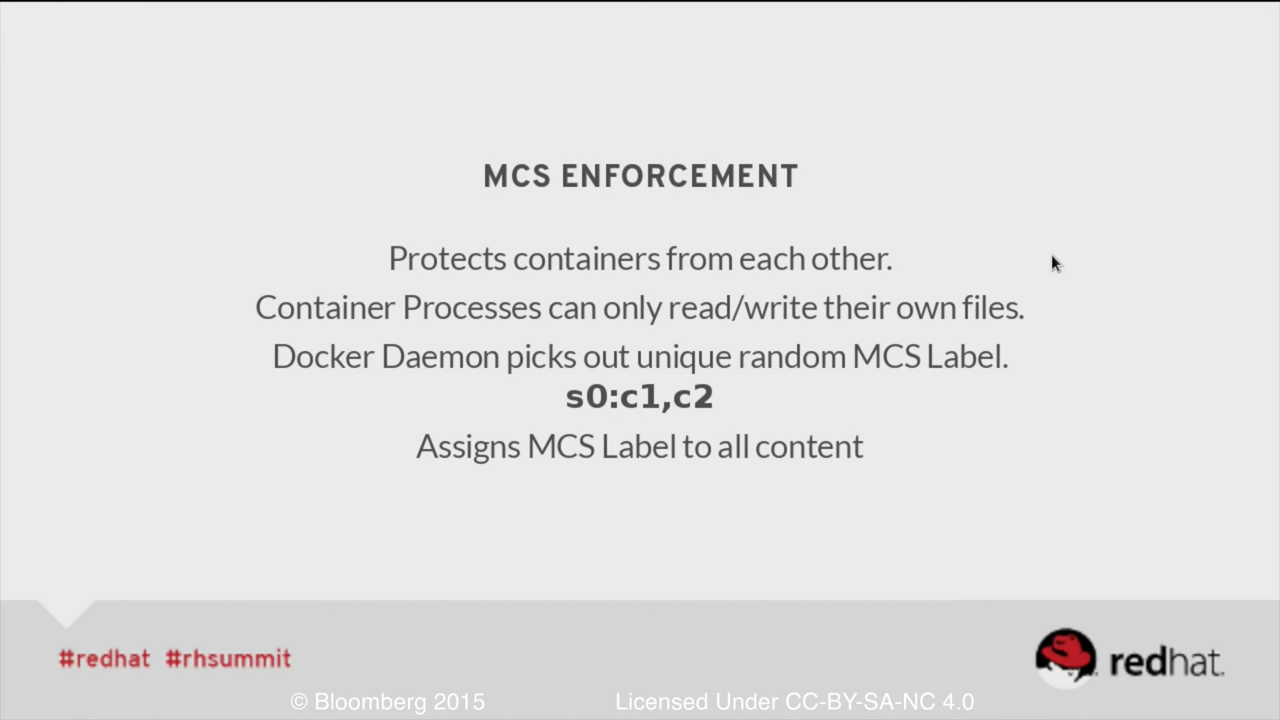 MCS ENFORCEMENT
Protects containers from each other.
Container Processes can only read/write their own files.
Docker Daemon picks out unique random MCS Label.
s0:c1,c2
Assigns MCS Label to all content
#redhat #rhsummit
redhat.
© Bloomberg 2015 Licensed Under CC-BY-SA-NC 4.0